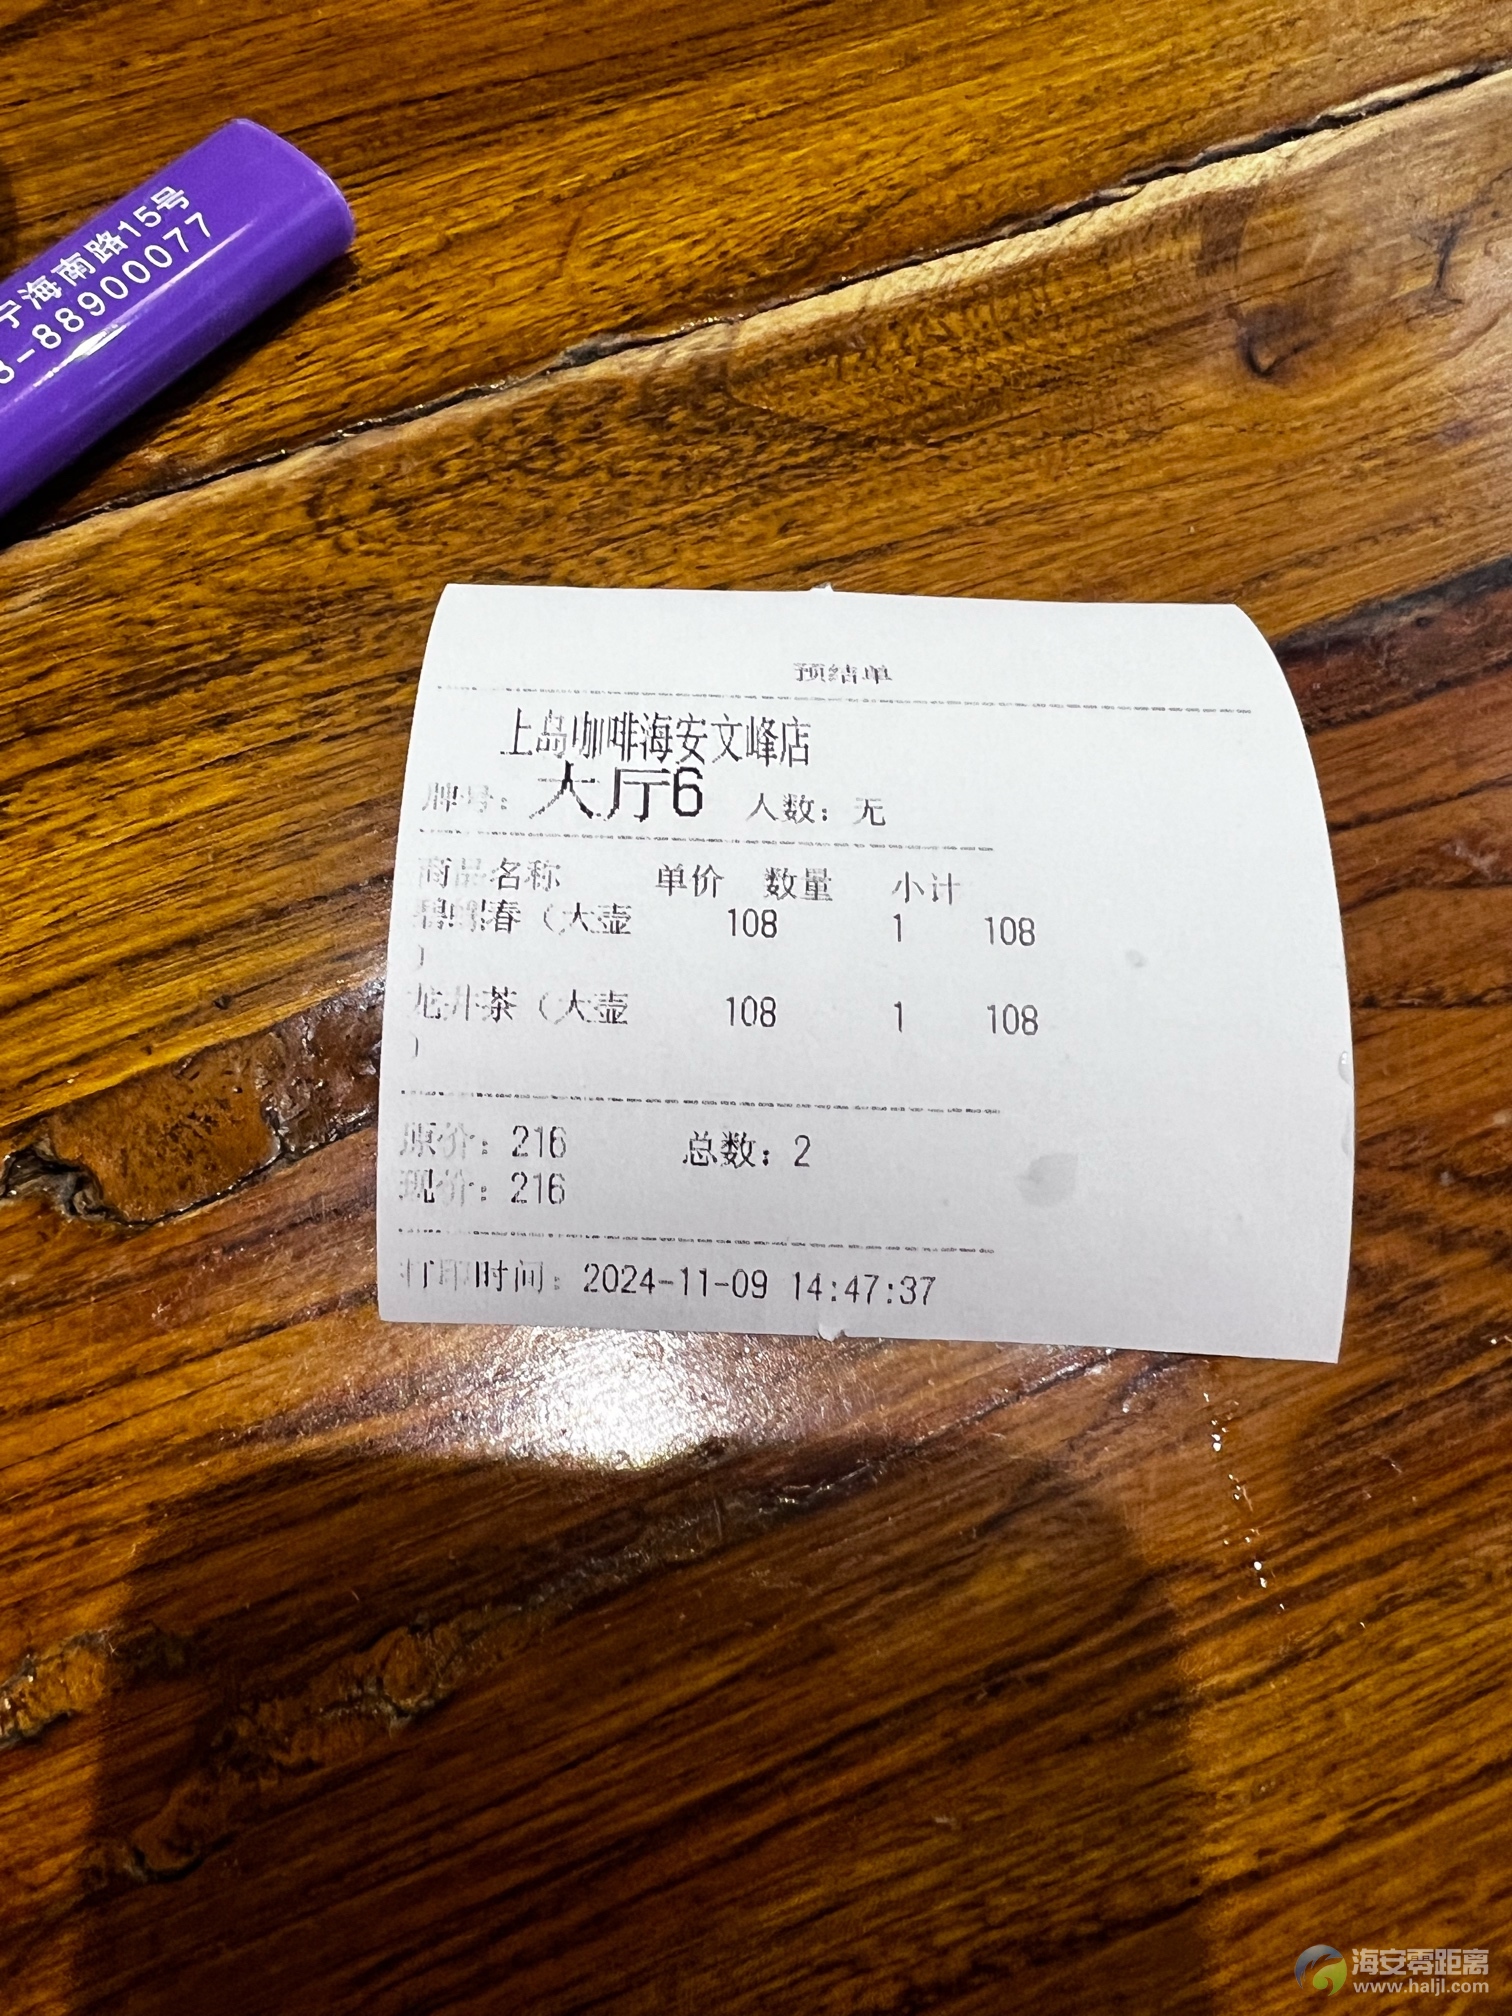 宁海南路15号
3-88900077
预结单
上岛咖啡海安文峰店
牌号：大厅6 人数：无
商品名称 单价 数量 小计
碧螺春（大壶 108 1 108
）
龙井茶（大壶 108 1 108
）
原价：216 总数：2
现价：216
打印时间：2024-11-09 14:47:37
海安零距离
www.haljl.com